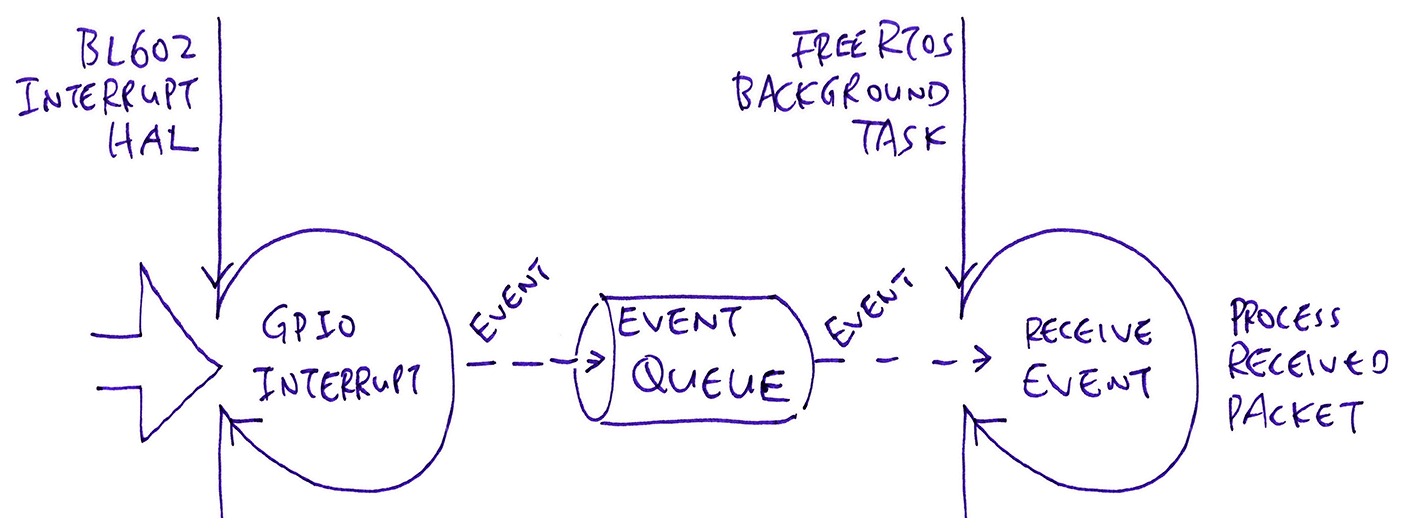 BL602
INTERRUPT
HAL
FREERTOS
BACKGROUND
TASK
GPIO
INTERRUPT
EVENT
EVENT
QUEUE
EVENT
RECEIVE
EVENT
PROCESS
RECEIVED
PACKET